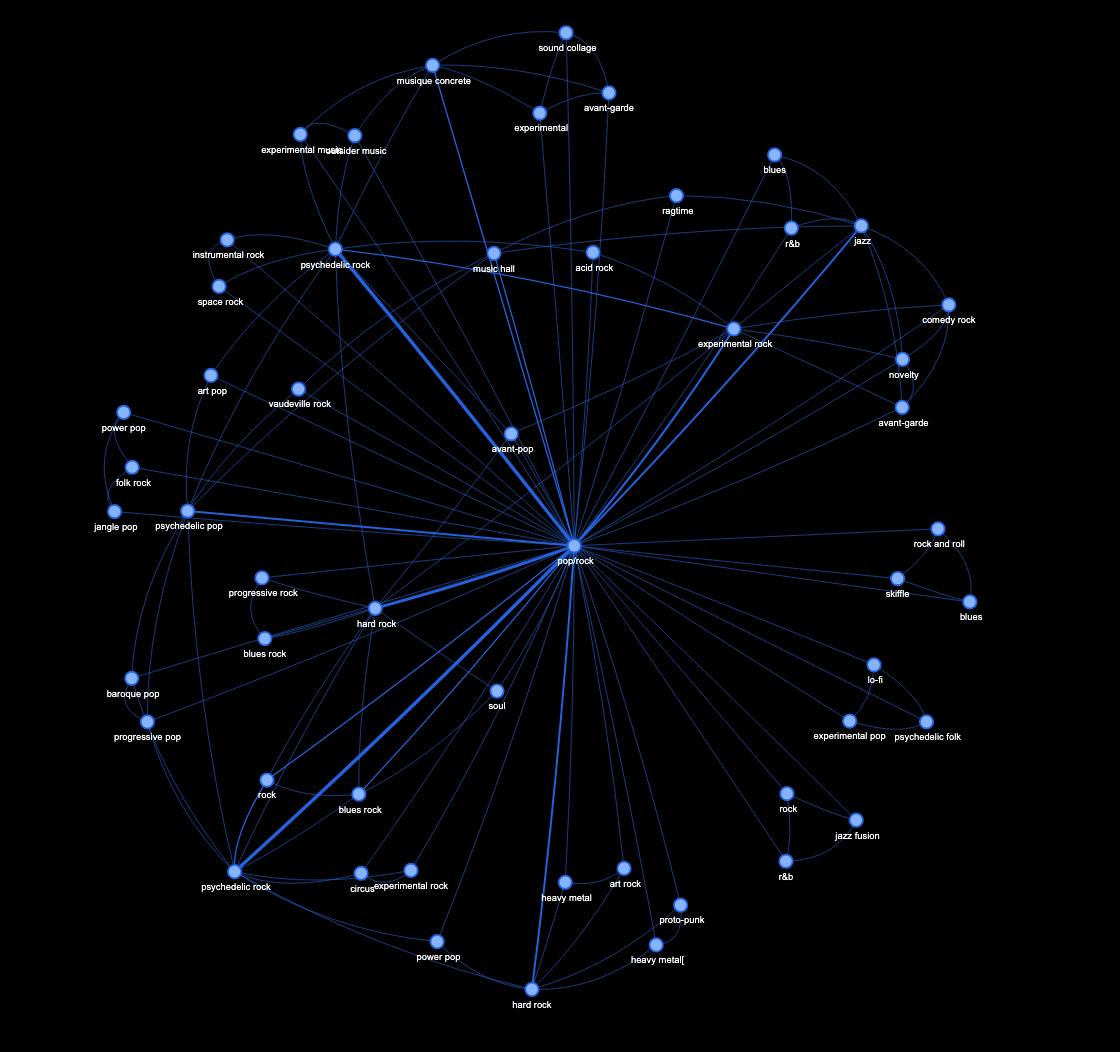 sound collage
musique concrete
avant-garde
experimental
experimental music
outsider music
blues
ragtime
r&b
jazz
instrumental rock
psychedelic rock
music hall
acid rock
space rock
comedy rock
experimental rock
novelty
art pop
vaudeville rock
avant-garde
power pop
avant-pop
folk rock
jangle pop
psychedelic pop
rock and roll
pop/rock
skiffle
progressive rock
blues
hard rock
blues rock
lo-fi
baroque pop
soul
progressive pop
experimental pop
psychedelic folk
rock
blues rock
rock
jazz fusion
r&b
psychedelic rock
circus
experimental rock
heavy metal
art rock
proto-punk
power pop
heavy metal[
hard rock